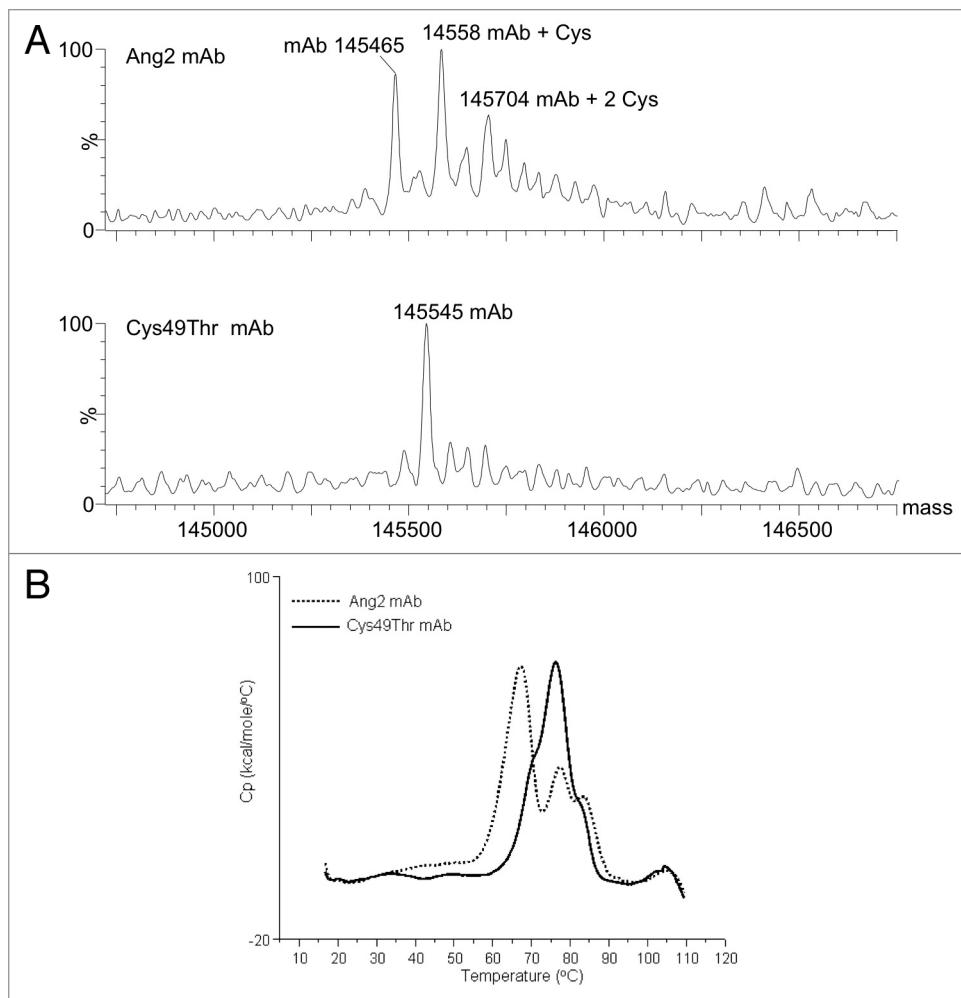 A
Ang2 mAb
mAb 145465
14558 mAb + Cys
145704 mAb + 2 Cys
100
%
0
Cys49Thr mAb
145545 mAb
100
%
0
mass
145000 145500 146000 146500
B
100
Ang2 mAb
Cys49Thr mAb
Cp (kcal/mole/ºC)
-20
10 20 30 40 50 60 70 80 90 100 110 120
Temperature (ºC)